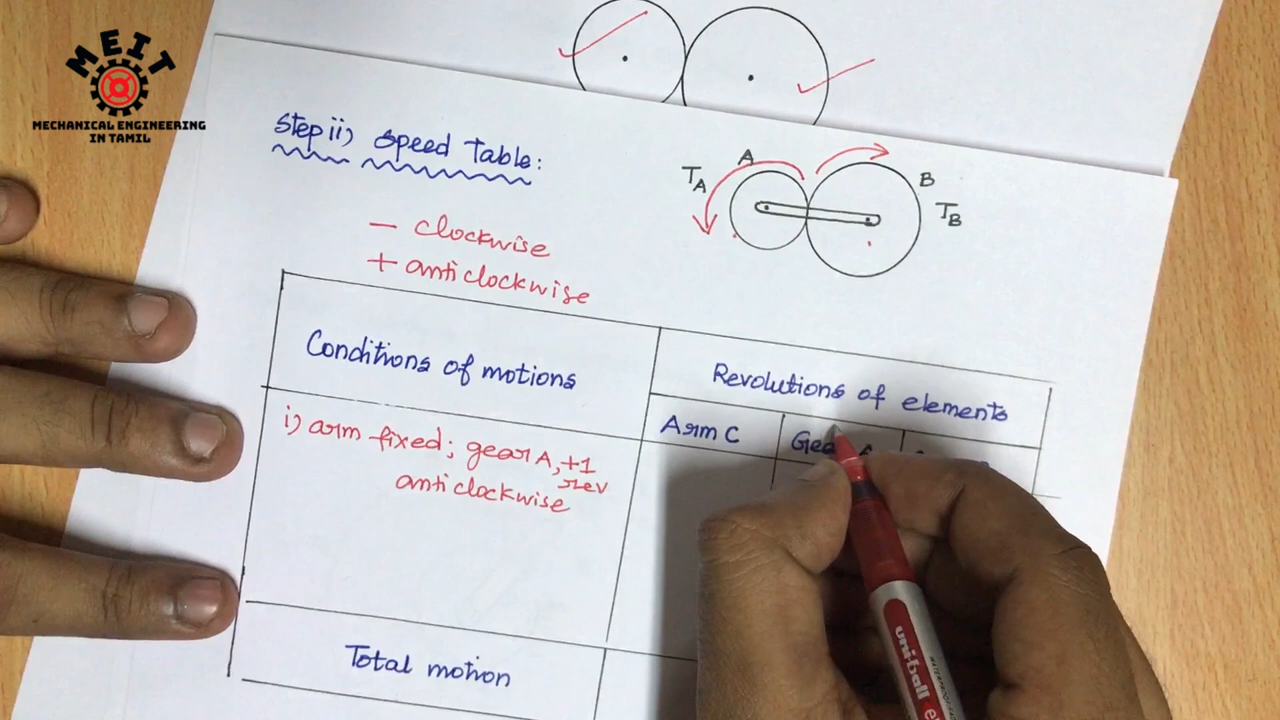 MEIT
MECHANICAL ENGINEERING
IN TAMIL
Step ii) Speed Table:
A
TA
B
TB
− clockwise
+ anticlockwise
Conditions of motions
Revolutions of elements
Arm C
i) arm fixed; gear A, +1
rev
anticlockwise
Total motion
uniball